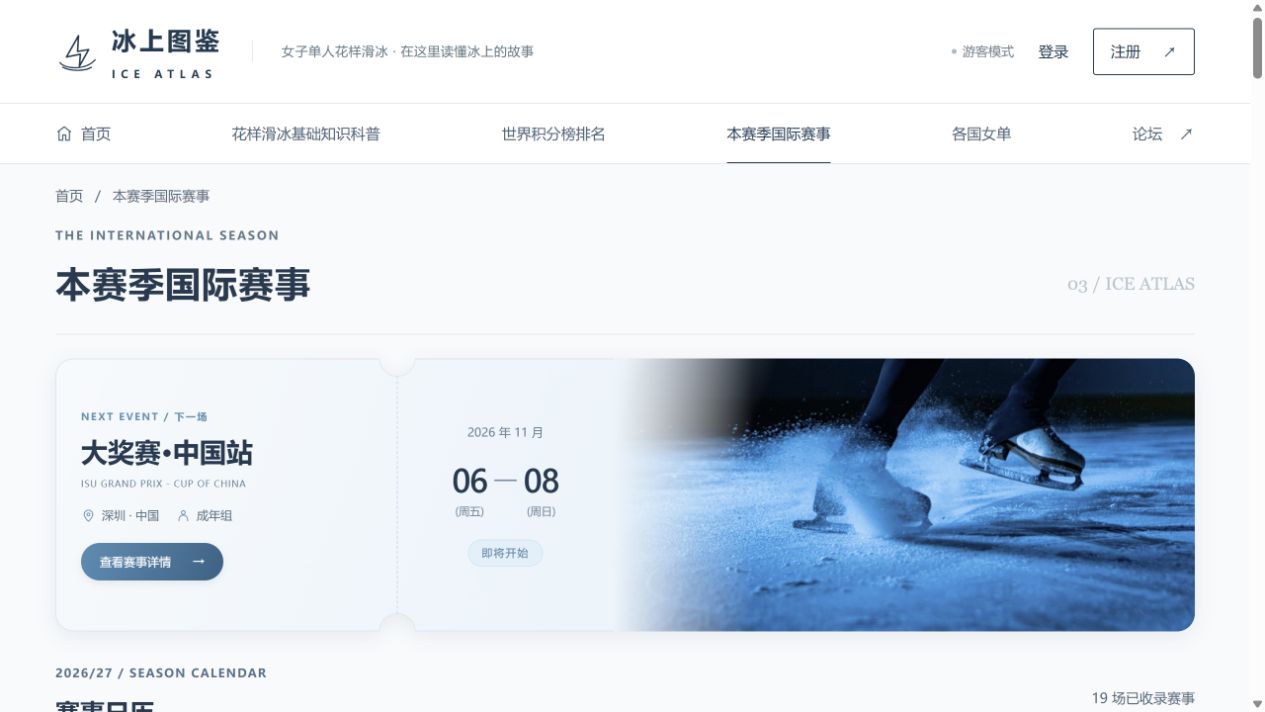 冰上图鉴
ICE ATLAS
女子单人花样滑冰 · 在这里读懂冰上的故事
游客模式
登录
注册 ↗
首页
花样滑冰基础知识科普
世界积分榜排名
本赛季国际赛事
各国女单
论坛 ↗
首页 / 本赛季国际赛事
THE INTERNATIONAL SEASON
本赛季国际赛事
03 / ICE ATLAS
NEXT EVENT / 下一场
大奖赛•中国站
ISU GRAND PRIX · CUP OF CHINA
深圳 · 中国
成年组
查看赛事详情 →
2026 年 11 月
06 — 08
(周五) (周日)
即将开始
2026/27 / SEASON CALENDAR
赛事日历
19 场已收录赛事